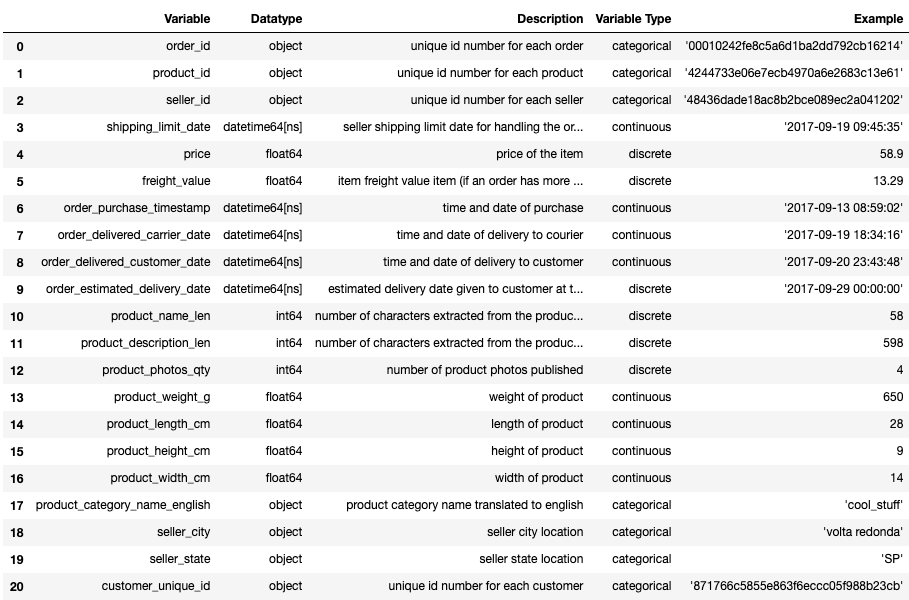 Variable Datatype Description Variable Type Example
0 order_id object unique id number for each order categorical '00010242fe8c5a6d1ba2dd792cb16214'
1 product_id object unique id number for each product categorical '4244733e06e7ecb4970a6e2683c13e61'
2 seller_id object unique id number for each seller categorical '48436dade18ac8b2bce089ec2a041202'
3 shipping_limit_date datetime64[ns] seller shipping limit date for handling the or... continuous '2017-09-19 09:45:35'
4 price float64 price of the item discrete 58.9
5 freight_value float64 item freight value item (if an order has more ... discrete 13.29
6 order_purchase_timestamp datetime64[ns] time and date of purchase continuous '2017-09-13 08:59:02'
7 order_delivered_carrier_date datetime64[ns] time and date of delivery to courier continuous '2017-09-19 18:34:16'
8 order_delivered_customer_date datetime64[ns] time and date of delivery to customer continuous '2017-09-20 23:43:48'
9 order_estimated_delivery_date datetime64[ns] estimated delivery date given to customer at t... discrete '2017-09-29 00:00:00'
10 product_name_len int64 number of characters extracted from the produc... discrete 58
11 product_description_len int64 number of characters extracted from the produc... discrete 598
12 product_photos_qty int64 number of product photos published discrete 4
13 product_weight_g float64 weight of product continuous 650
14 product_length_cm float64 length of product continuous 28
15 product_height_cm float64 height of product continuous 9
16 product_width_cm float64 width of product continuous 14
17 product_category_name_english object product category name translated to english categorical 'cool_stuff'
18 seller_city object seller city location categorical 'volta redonda'
19 seller_state object seller state location categorical 'SP'
20 customer_unique_id object unique id number for each customer categorical '871766c5855e863f6eccc05f988b23cb'